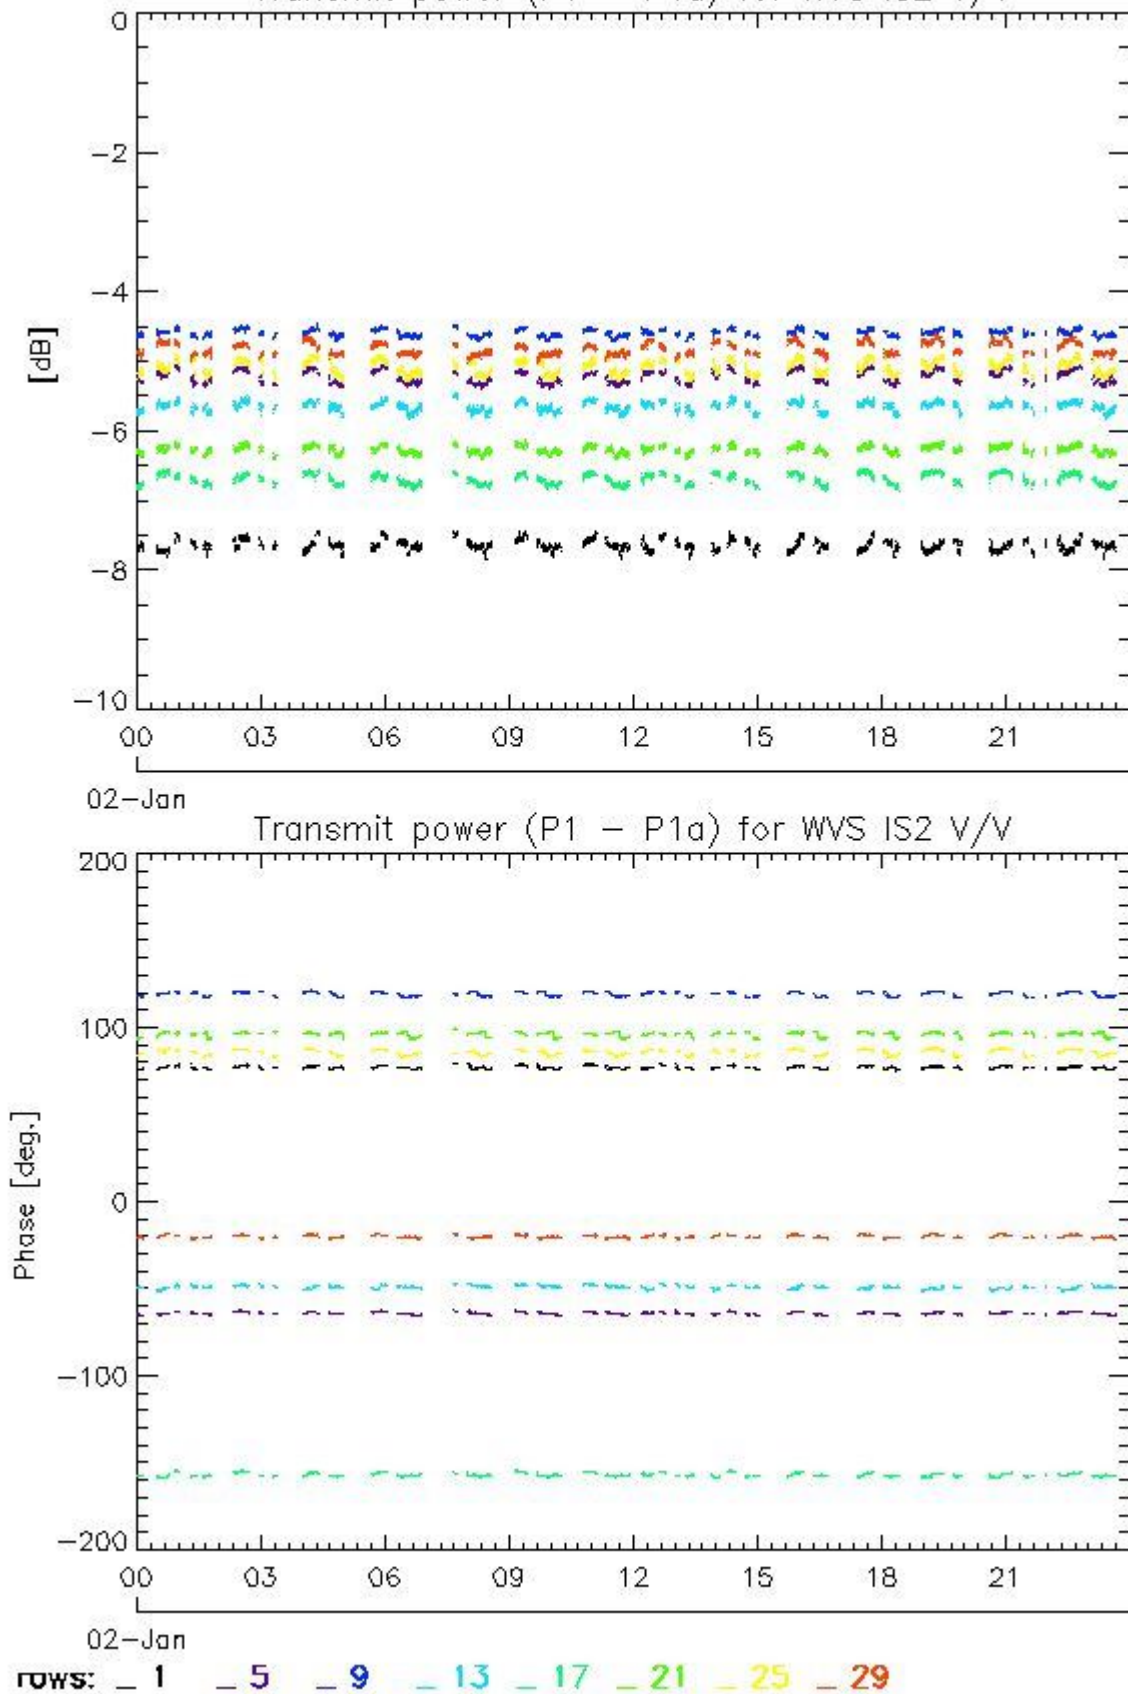 0
−2
−4
[dB]
−6
−8
−10
00 03 06 09 12 15 18 21
02−Jan
Transmit power (P1 − P1a) for WVS IS2 V/V
200
100
0
Phase [deg.]
−100
−200
00 03 06 09 12 15 18 21
02−Jan
rows: _ 1 _ 5 _ 9 _ 13 _ 17 _ 21 _ 25 _ 29